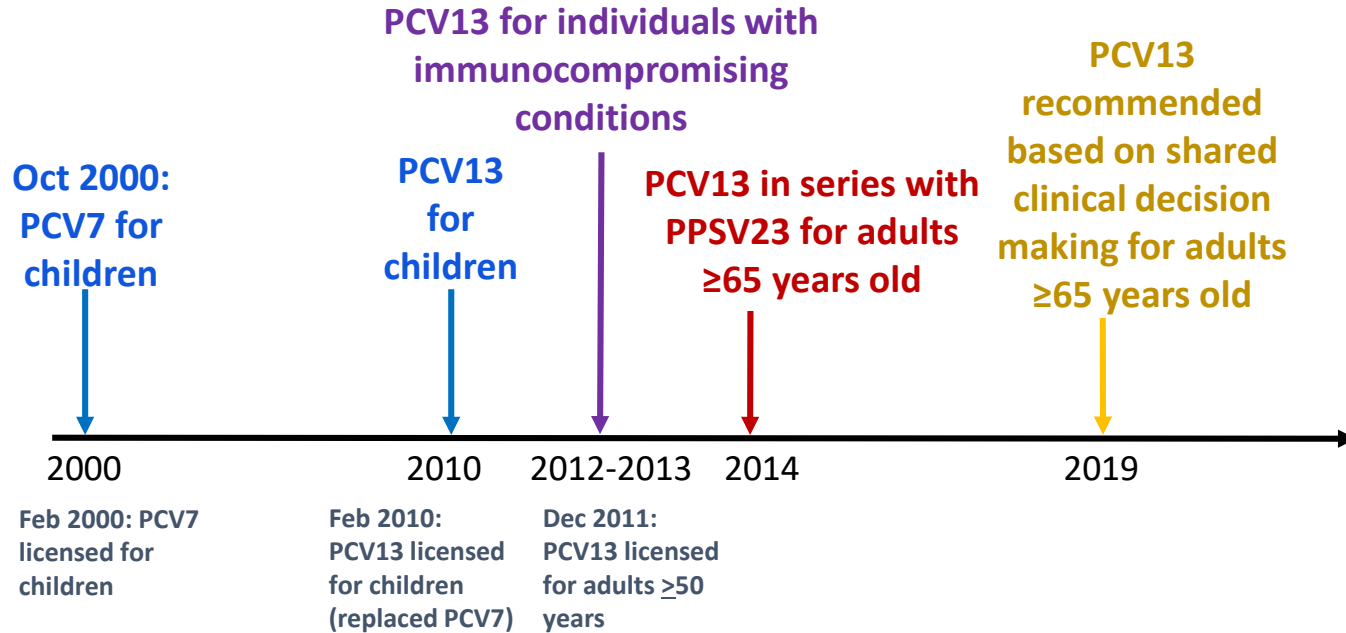 Oct 2000:
PCV7 for
children
PCV13
for
children
PCV13 for individuals with
immunocompromising
conditions
PCV13 in series with
PPSV23 for adults
≥65 years old
PCV13
recommended
based on shared
clinical decision
making for adults
≥65 years old
2000
2010
2012-2013
2014
2019
Feb 2000: PCV7
licensed for
children
Feb 2010:
PCV13 licensed
for children
(replaced PCV7)
Dec 2011:
PCV13 licensed
for adults ≥50
years